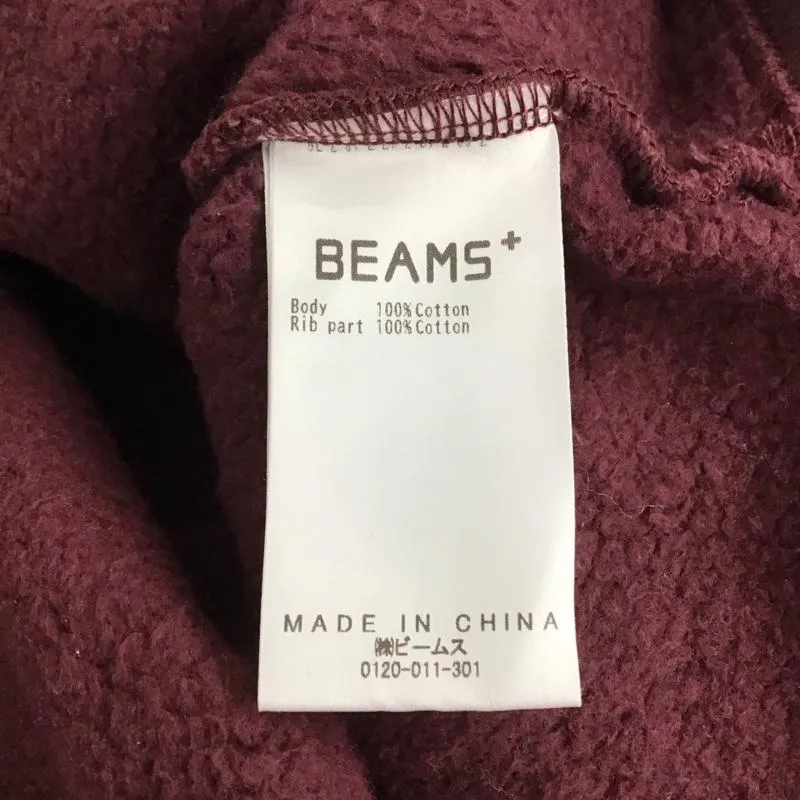 BEAMS+
Body 100%Cotton
Rib part 100%Cotton
MADE IN CHINA
㈱ビームス
0120-011-301